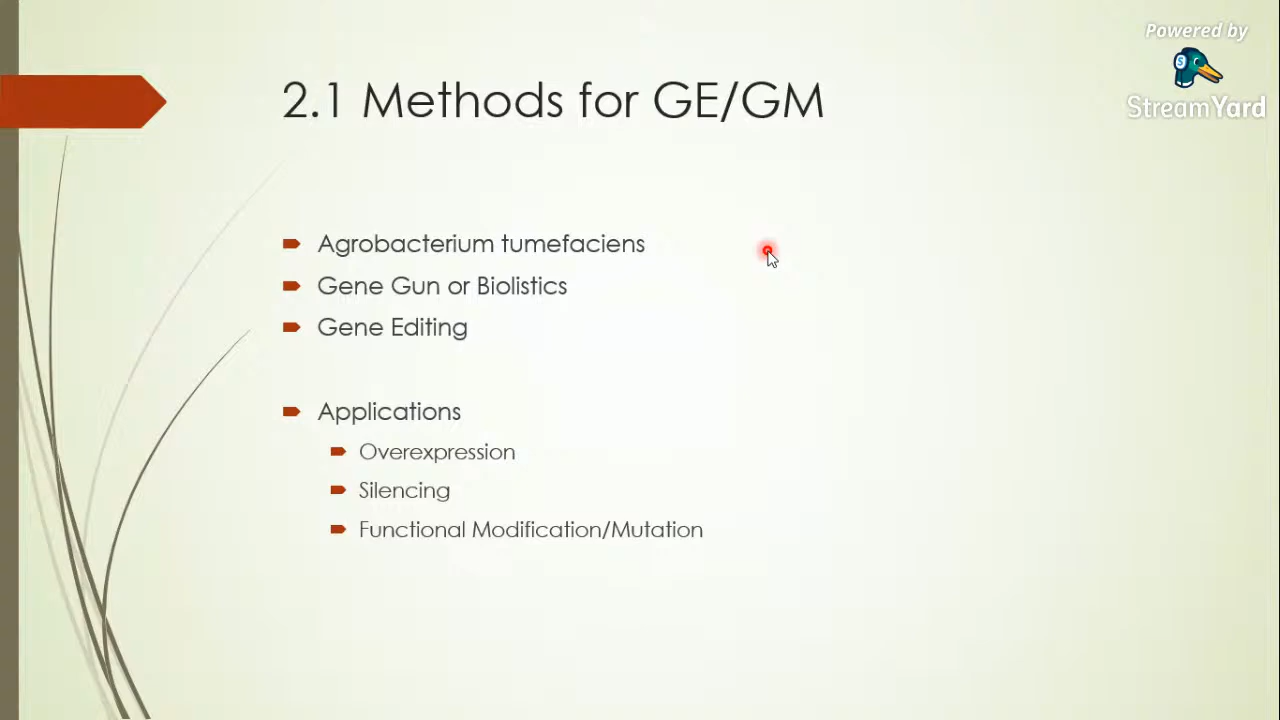 Powered by
StreamYard
2.1 Methods for GE/GM
Agrobacterium tumefaciens
Gene Gun or Biolistics
Gene Editing
Applications
Overexpression
Silencing
Functional Modification/Mutation